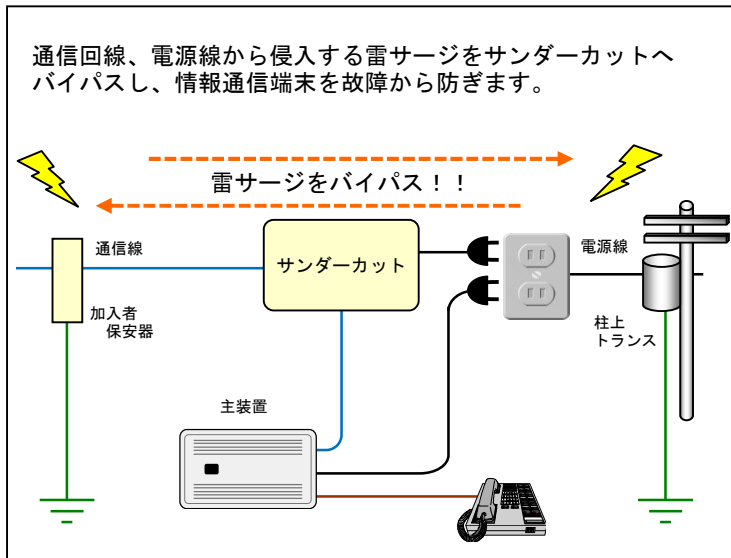 通信回線、電源線から侵入する雷サージをサンダーカットへ
バイパスし、情報通信端末を故障から防ぎます。
雷サージをバイパス！！
通信線
サンダーカット
電源線
加入者
保安器
柱上
トランス
主装置